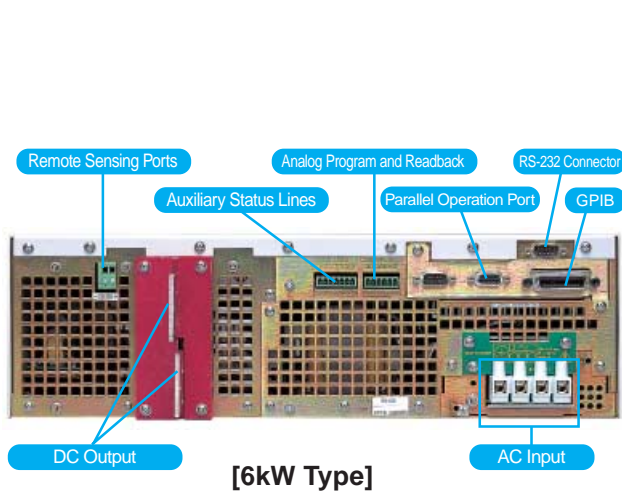 Remote Sensing Ports
Analog Program and Readback
RS-232 Connector
Auxiliary Status Lines
Parallel Operation Port
GPIB
DC Output
AC Input
[6kW Type]